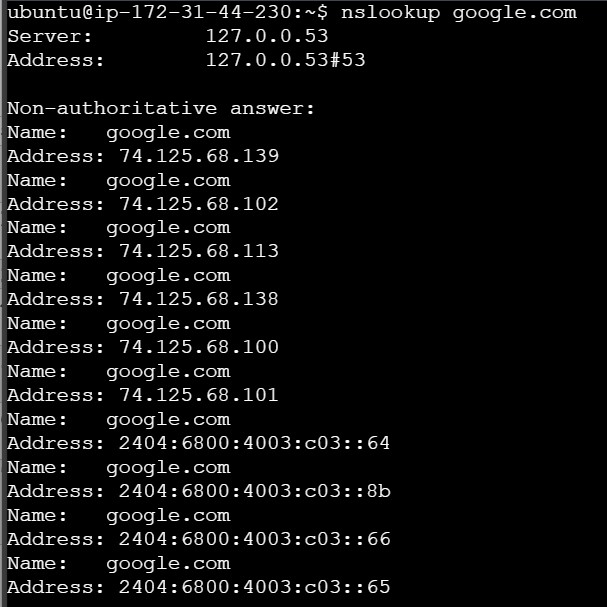 ubuntu@ip-172-31-44-230:~$ nslookup google.com
Server:         127.0.0.53
Address:        127.0.0.53#53

Non-authoritative answer:
Name:   google.com
Address: 74.125.68.139
Name:   google.com
Address: 74.125.68.102
Name:   google.com
Address: 74.125.68.113
Name:   google.com
Address: 74.125.68.138
Name:   google.com
Address: 74.125.68.100
Name:   google.com
Address: 74.125.68.101
Name:   google.com
Address: 2404:6800:4003:c03::64
Name:   google.com
Address: 2404:6800:4003:c03::8b
Name:   google.com
Address: 2404:6800:4003:c03::66
Name:   google.com
Address: 2404:6800:4003:c03::65